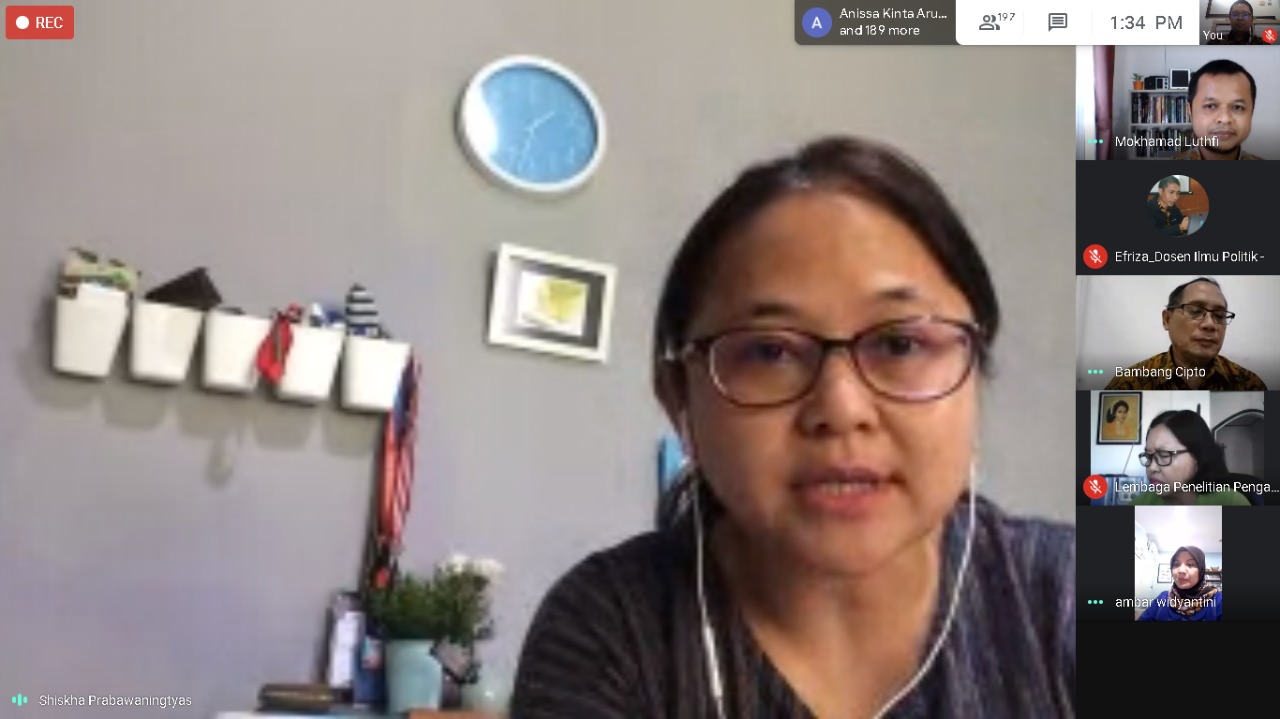 REC
A
Anissa Kinta Aru...
and 189 more
197
1:34 PM
You
Mokhamad Luthfi
Efriza_Dosen Ilmu Politik -
Bambang Cipto
Lembaga Penelitian Penga...
ambar widyantini
Shiskha Prabawaningtyas